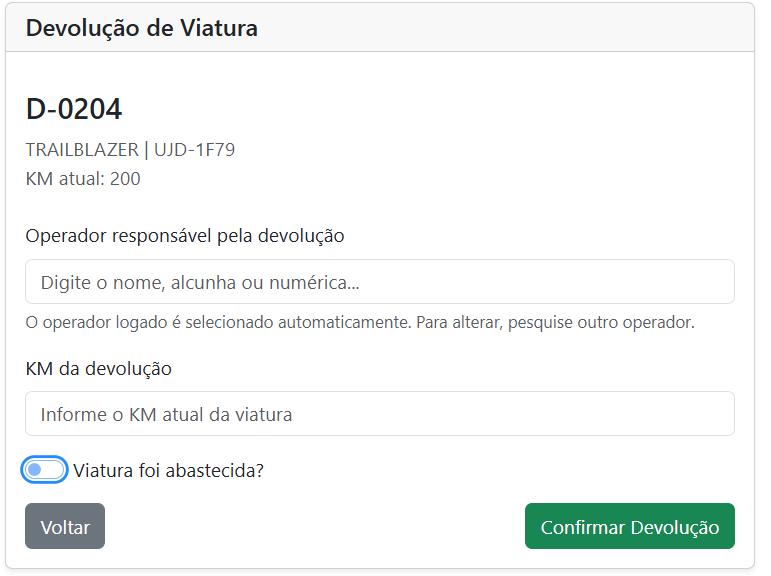 Devolução de Viatura
D-0204
TRAILBLAZER | UJD-1F79
KM atual: 200
Operador responsável pela devolução
Digite o nome, alcunha ou numérica...
O operador logado é selecionado automaticamente. Para alterar, pesquise outro operador.
KM da devolução
Informe o KM atual da viatura
Viatura foi abastecida?
Voltar
Confirmar Devolução